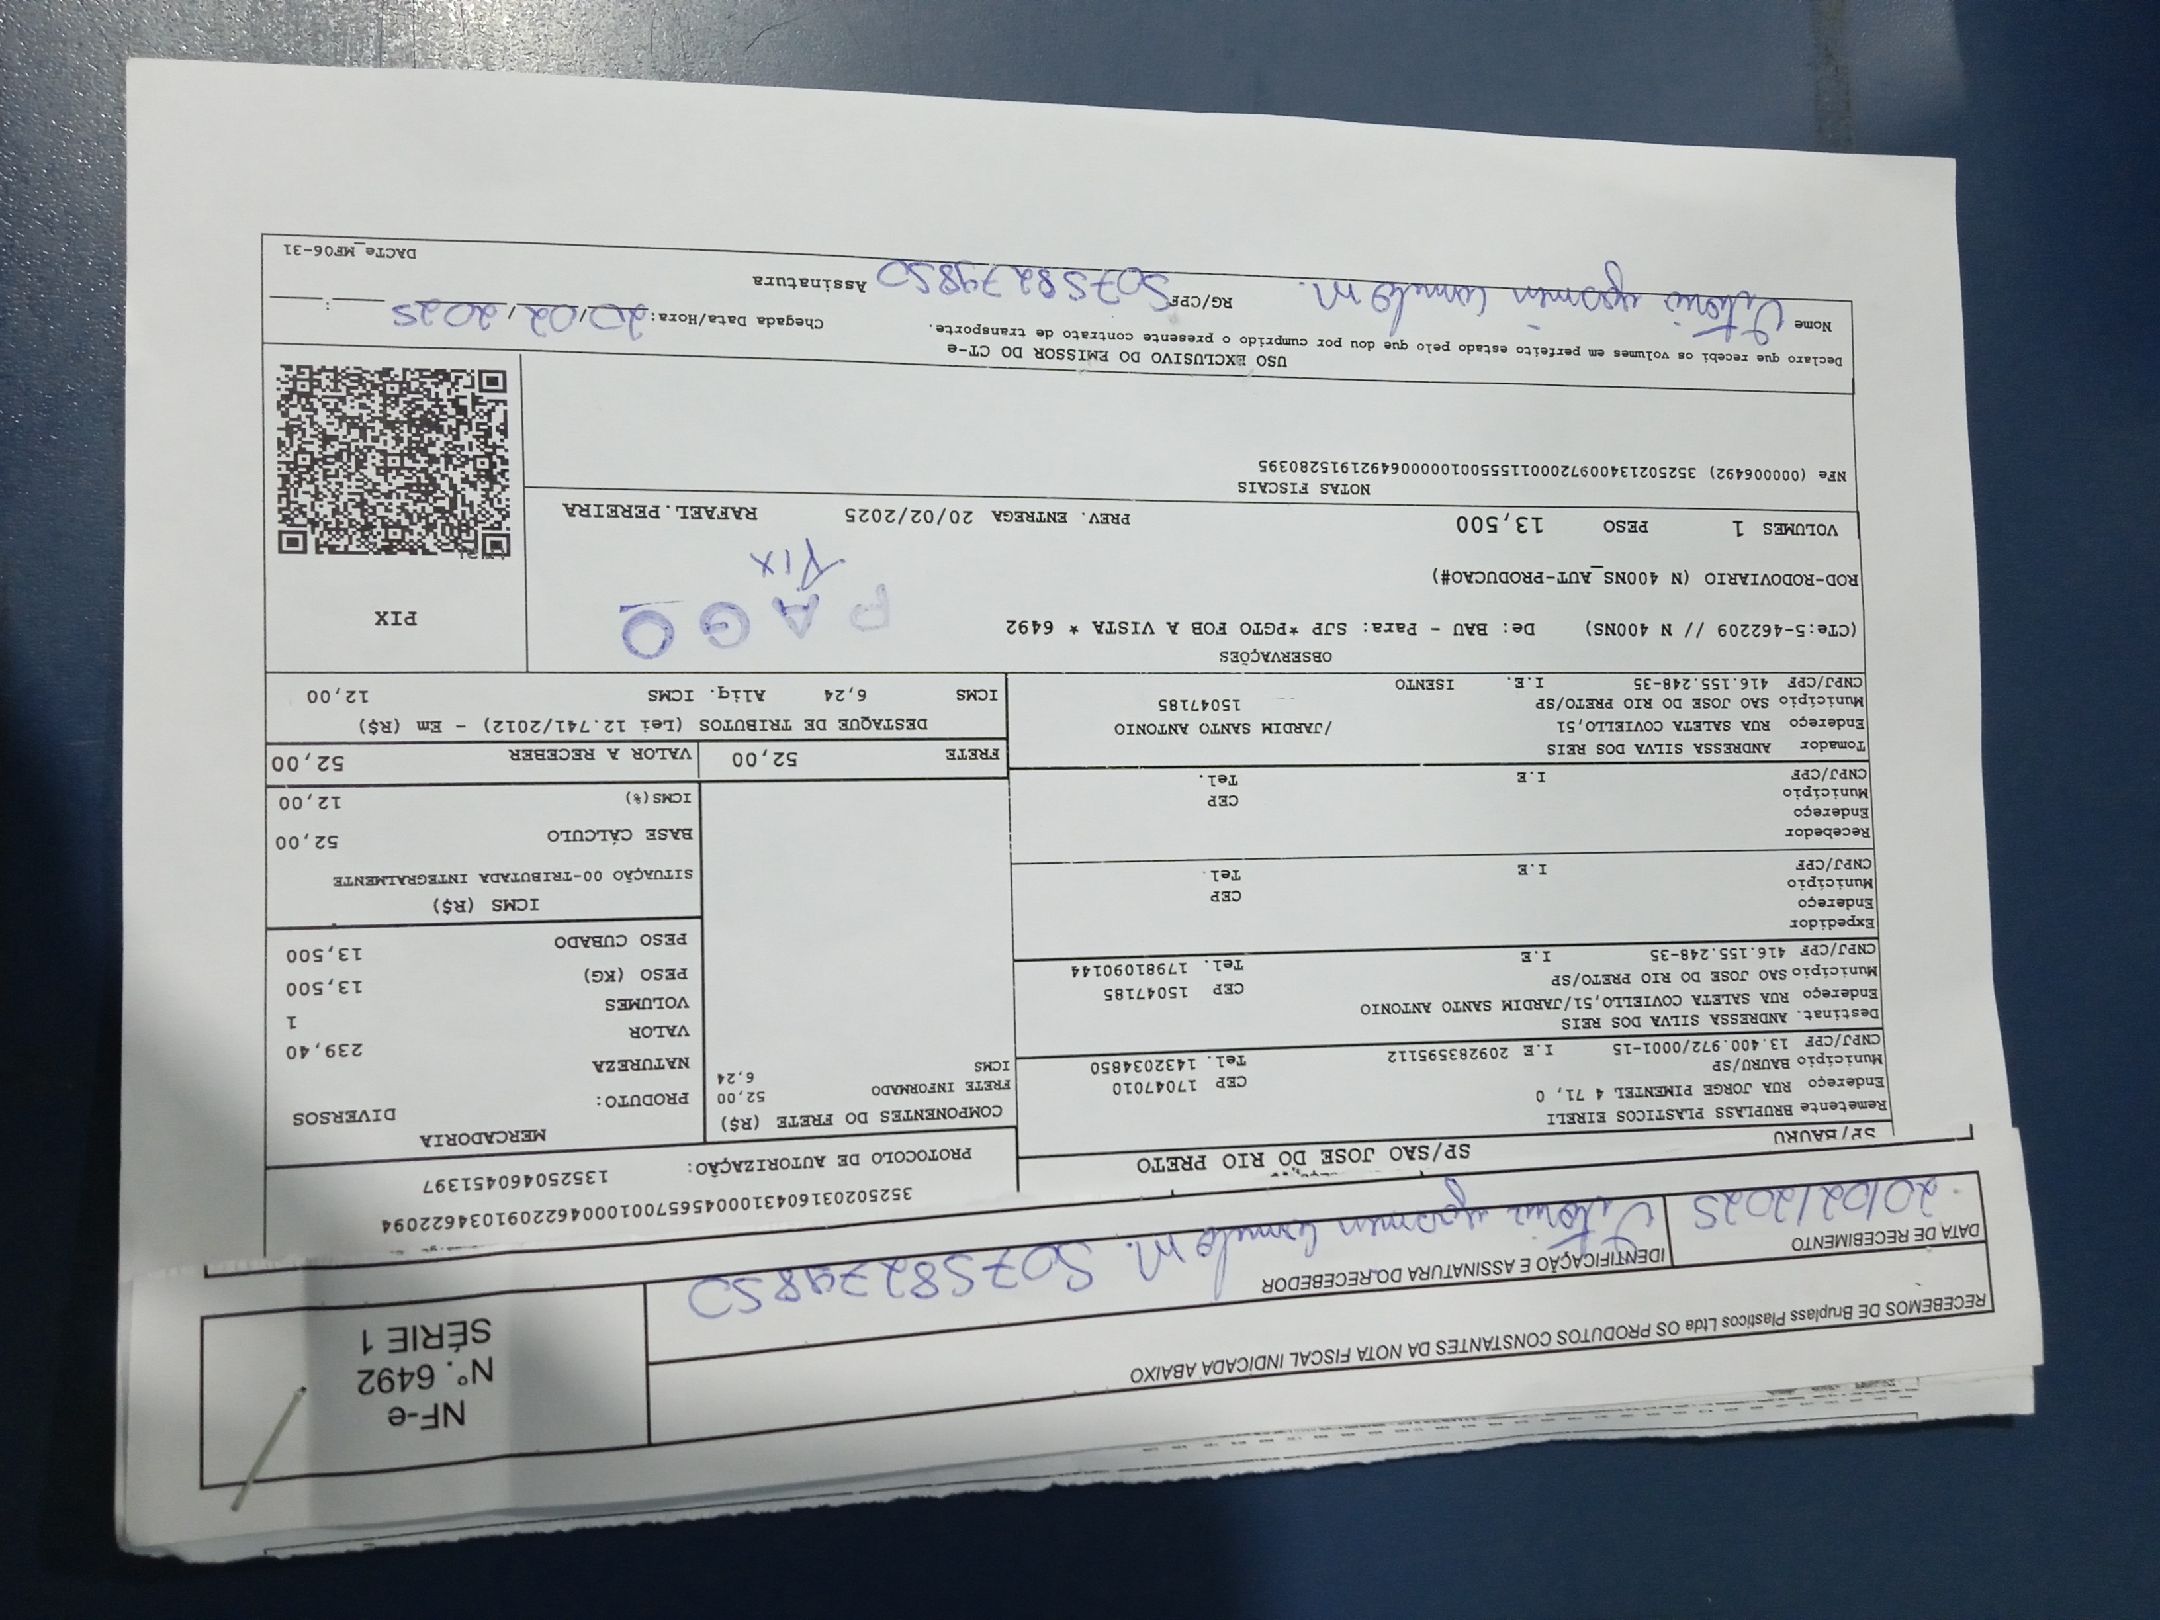 RECEBEMOS DE Bruplass Plasticos Ltda OS PRODUTOS CONSTANTES DA NOTA FISCAL INDICADA ABAIXO
NF-e
N°. 6492
SÉRIE 1
DATA DE RECEBIMENTO
20/02/2025
IDENTIFICAÇÃO E ASSINATURA DO RECEBEDOR
50758279850
35250203160431000456570010004622091034622094
PROTOCOLO DE AUTORIZAÇÃO: 135250460451397
SP/BAURU SP/SAO JOSE DO RIO PRETO
Remetente BRUPLASS PLASTICOS EIRELI
Endereço RUA JORGE PIMENTEL 4 71, 0
Município BAURU/SP CEP 17047010
CNPJ/CPF 13.400.972/0001-15 I.E 209283595112 Tel. 1432034850
Destinat. ANDRESSA SILVA DOS REIS
Endereço RUA SALETA COVIELLO,51/JARDIM SANTO ANTONIO
Município SAO JOSE DO RIO PRETO/SP CEP 15047185
CNPJ/CPF 416.155.248-35 I.E Tel. 17981090144
Expedidor
Endereço
Município CEP
CNPJ/CPF I.E Tel.
Recebedor
Endereço
Município CEP
CNPJ/CPF I.E Tel.
Tomador ANDRESSA SILVA DOS REIS
Endereço RUA SALETA COVIELLO,51 /JARDIM SANTO ANTONIO
Município SAO JOSE DO RIO PRETO/SP 15047185
CNPJ/CPF 416.155.248-35 I.E. ISENTO
COMPONENTES DO FRETE (R$)
FRETE INFORMADO 52,00
ICMS 6,24
MERCADORIA
PRODUTO: DIVERSOS
NATUREZA
VALOR 239,40
VOLUMES 1
PESO (KG) 13,500
PESO CUBADO 13,500
ICMS (R$)
SITUAÇÃO 00-TRIBUTADA INTEGRALMENTE
BASE CÁLCULO 52,00
ICMS(%) 12,00
FRETE 52,00 VALOR A RECEBER 52,00
DESTAQUE DE TRIBUTOS (Lei 12.741/2012) - Em (R$)
ICMS 6,24 Aliq. ICMS 12,00
OBSERVAÇÕES
(CTe:5-462209 // N 400NS) De: BAU - Para: SJP *PGTO FOB A VISTA * 6492
PAGO
PIX
PIX
ROD-RODOVIARIO (N 400NS_AUT-PRODUCAO#)
VOLUMES 1 PESO 13,500 PREV. ENTREGA 20/02/2025 RAFAEL.PEREIRA
NOTAS FISCAIS
NFe (000006492) 35250213400972000115550010000064921915280395
USO EXCLUSIVO DO EMISSOR DO CT-e
Declaro que recebi os volumes em perfeito estado pelo que dou por cumprido o presente contrato de transporte.
Chegada Data/Hora: 20/02/2025 :
Nome RG/CPF 50758279850 Assinatura
DACTe_MF06-31